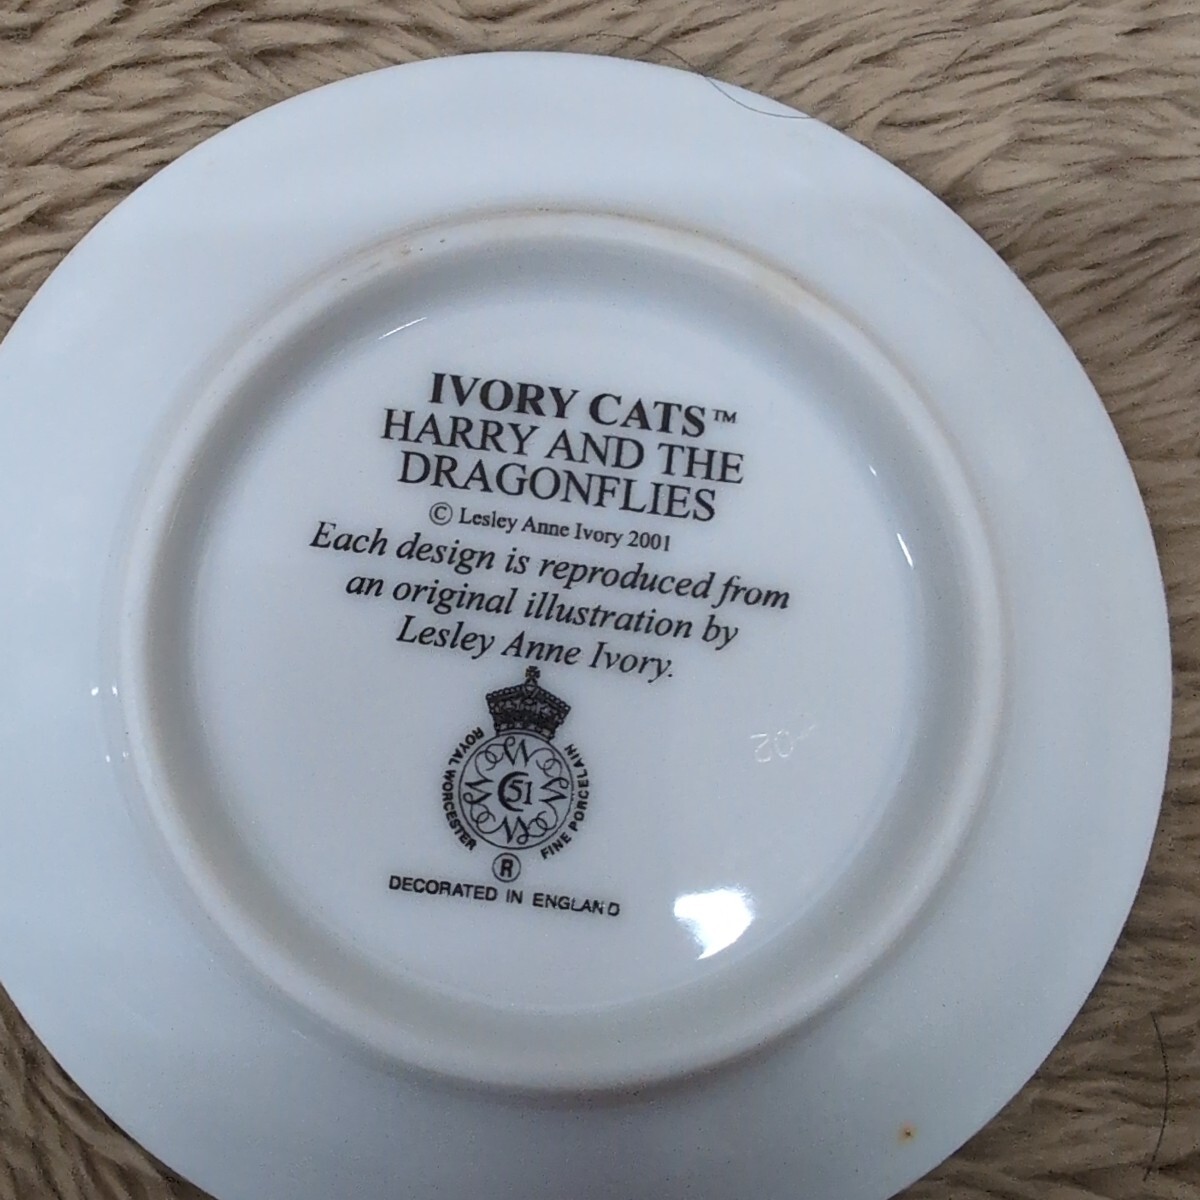 IVORY CATS™
HARRY AND THE
DRAGONFLIES
© Lesley Anne Ivory 2001
Each design is reproduced from
an original illustration by
Lesley Anne Ivory.
ROYAL WORCESTER
51
FINE PORCELAIN
®
DECORATED IN ENGLAND